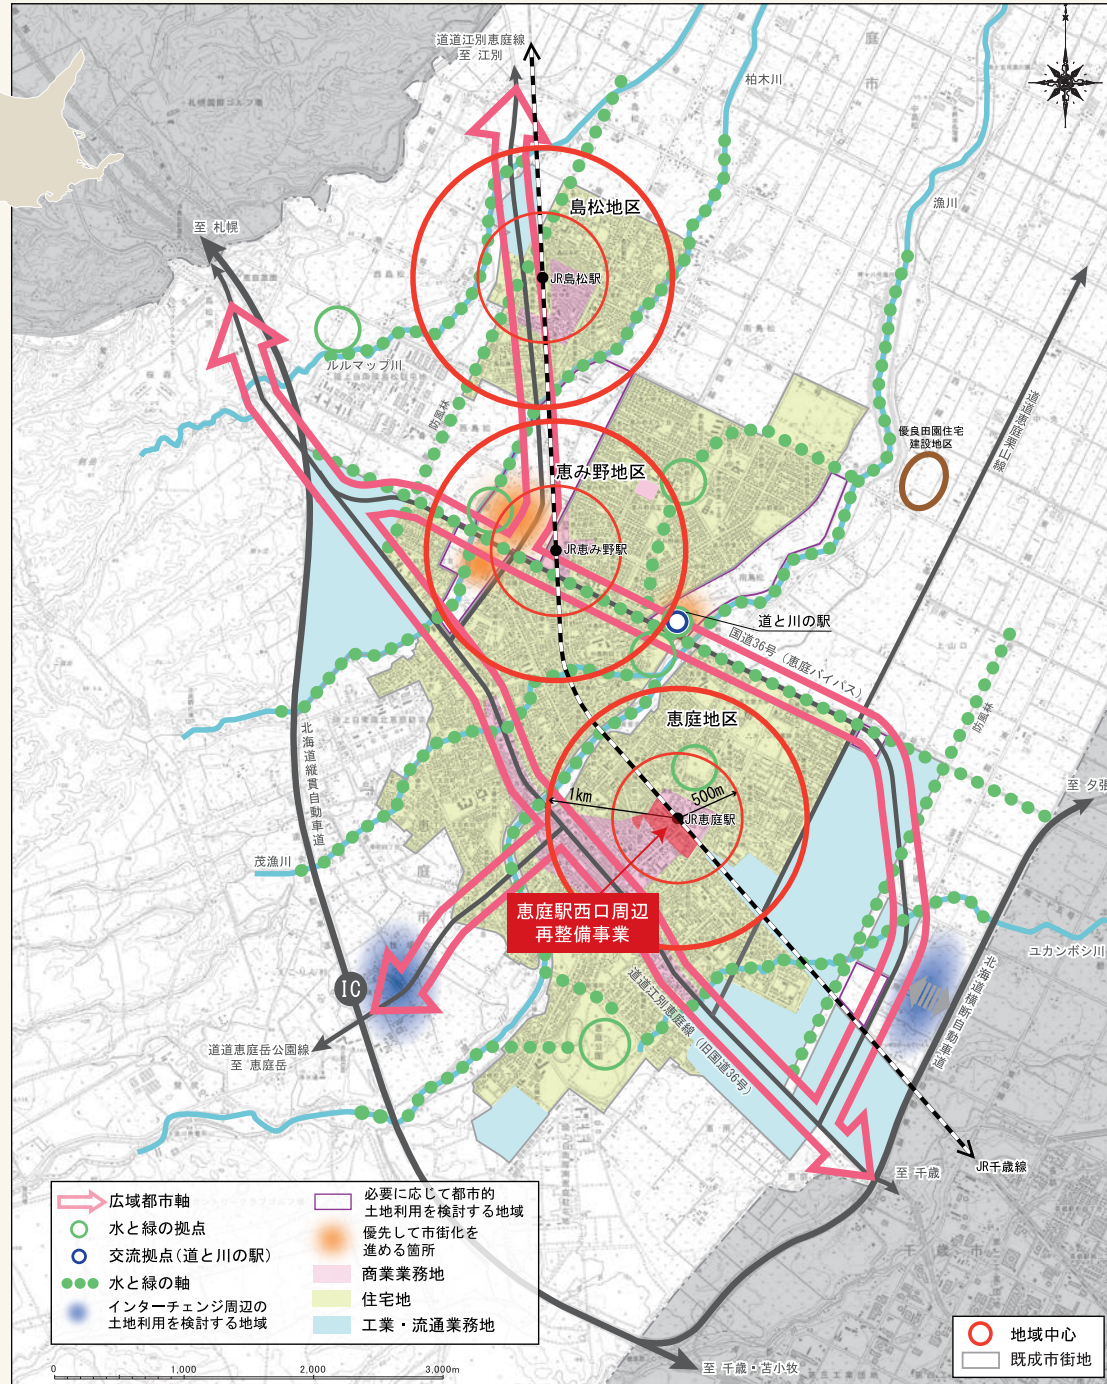 道道江別恵庭線
至 江別
柏木川
庭
市
漁川
島松地区
至 札幌
JR島松駅
ルルマップ川
防風林
道道恵庭栗山線
優良田園住宅
建設地区
恵み野地区
JR恵み野駅
道と川の駅
国道36号（恵庭バイパス）
防風林
恵庭地区
北海道縦貫自動車道
至 夕張
1km
500m
JR恵庭駅
茂漁川
庭
市
恵庭駅西口周辺
再整備事業
ユカンボシ川
北海道横断自動車道
IC
道道江別恵庭線（旧国道36号）
道道恵庭岳公園線
至 恵庭岳
JR千歳線
至 千歳
千歳市
広域都市軸
水と緑の拠点
交流拠点(道と川の駅)
水と緑の軸
インターチェンジ周辺の
土地利用を検討する地域
必要に応じて都市的
土地利用を検討する地域
優先して市街化を
進める箇所
商業業務地
住宅地
工業・流通業務地
地域中心
既成市街地
至 千歳・苫小牧
0
1,000
2,000
3,000m